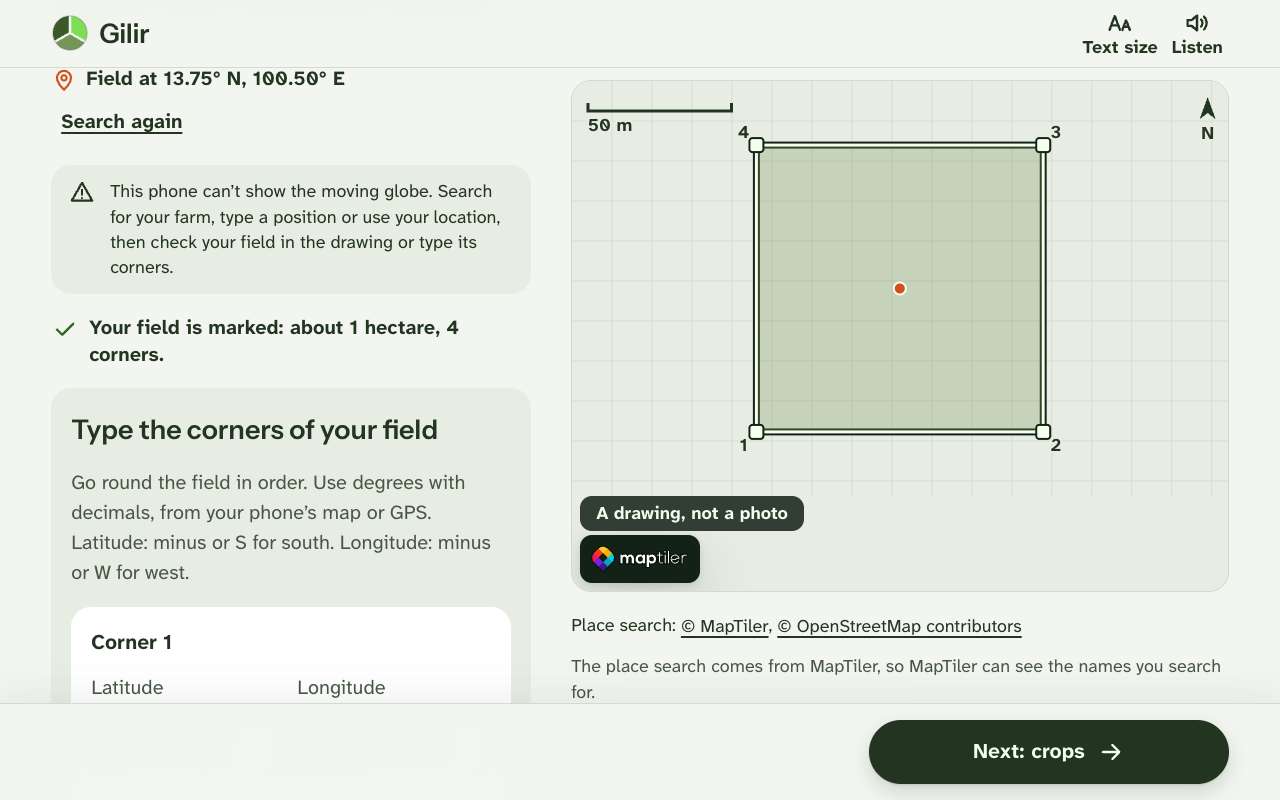 Gilir
Text size
Listen
Field at 13.75° N, 100.50° E
Search again
This phone can’t show the moving globe. Search
for your farm, type a position or use your location,
then check your field in the drawing or type its
corners.
Your field is marked: about 1 hectare, 4
corners.
Type the corners of your field
Go round the field in order. Use degrees with
decimals, from your phone’s map or GPS.
Latitude: minus or S for south. Longitude: minus
or W for west.
Corner 1
Latitude
Longitude
50 m
N
4
3
1
2
A drawing, not a photo
maptiler
Place search: © MapTiler, © OpenStreetMap contributors
The place search comes from MapTiler, so MapTiler can see the names you search
for.
Next: crops